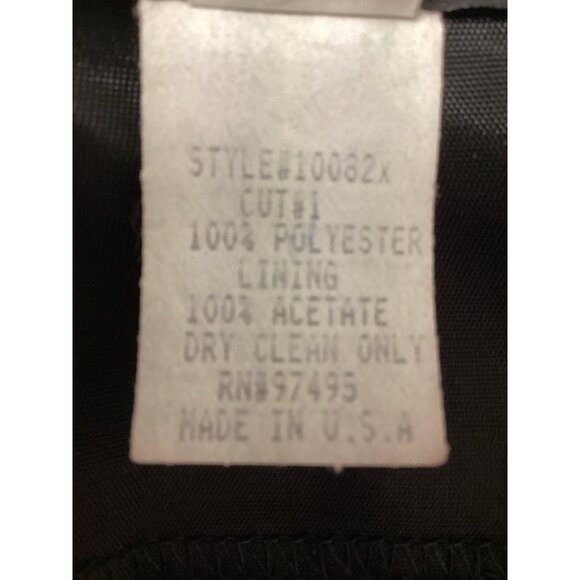 STYLE#10082X
CUT#1
100% POLYESTER
LINING
100% ACETATE
DRY CLEAN ONLY
RN#97495
MADE IN U.S.A